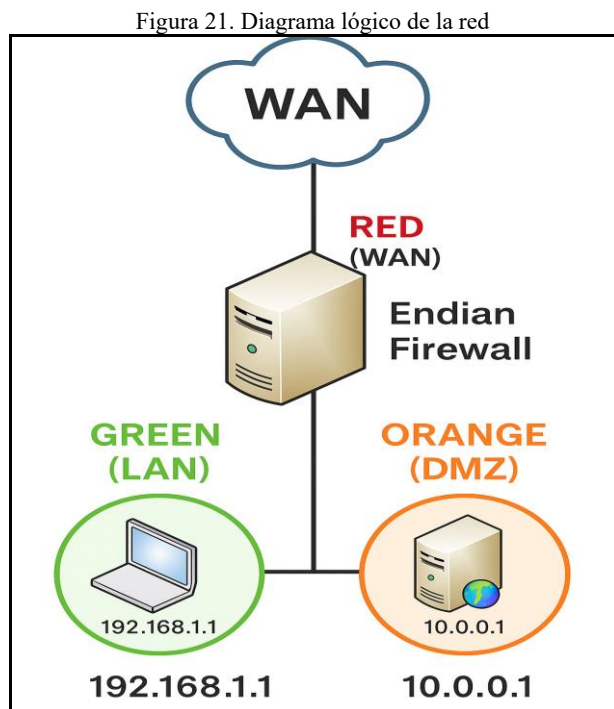 Figura 21. Diagrama lógico de la red
WAN
RED
(WAN)
Endian
Firewall
GREEN
(LAN)
ORANGE
(DMZ)
192.168.1.1
10.0.0.1
192.168.1.1
10.0.0.1